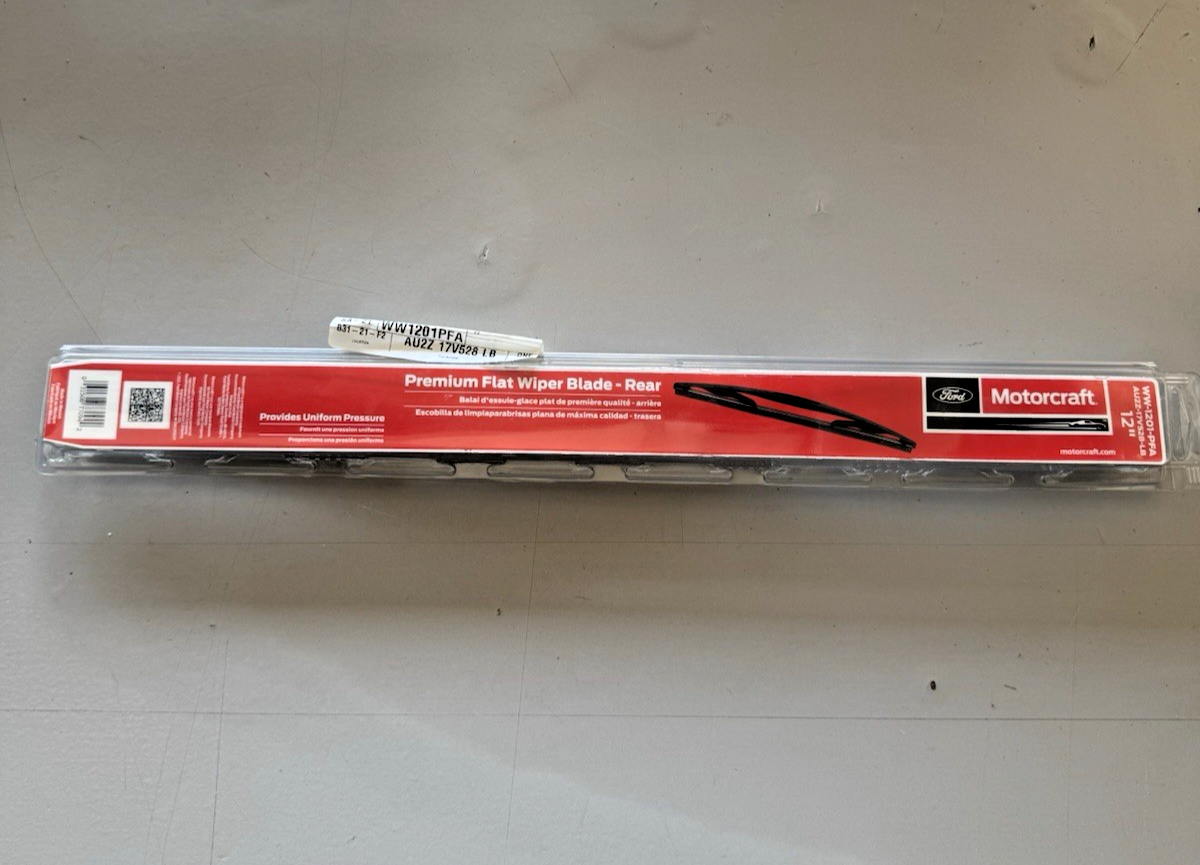 WW1201PFA
B31-21-F2
AU2Z 17V528 LB
Premium Flat Wiper Blade - Rear
Balai d'essuie-glace plat de première qualité - arrière
Escobilla de limpiaparabrisas plana de máxima calidad - trasera
Provides Uniform Pressure
Fournit une pression uniforme
Proporciona una presión uniforme
Ford
Motorcraft
motorcraft.com
WW-1201-PFA
AU2Z-17V528-LB
12"